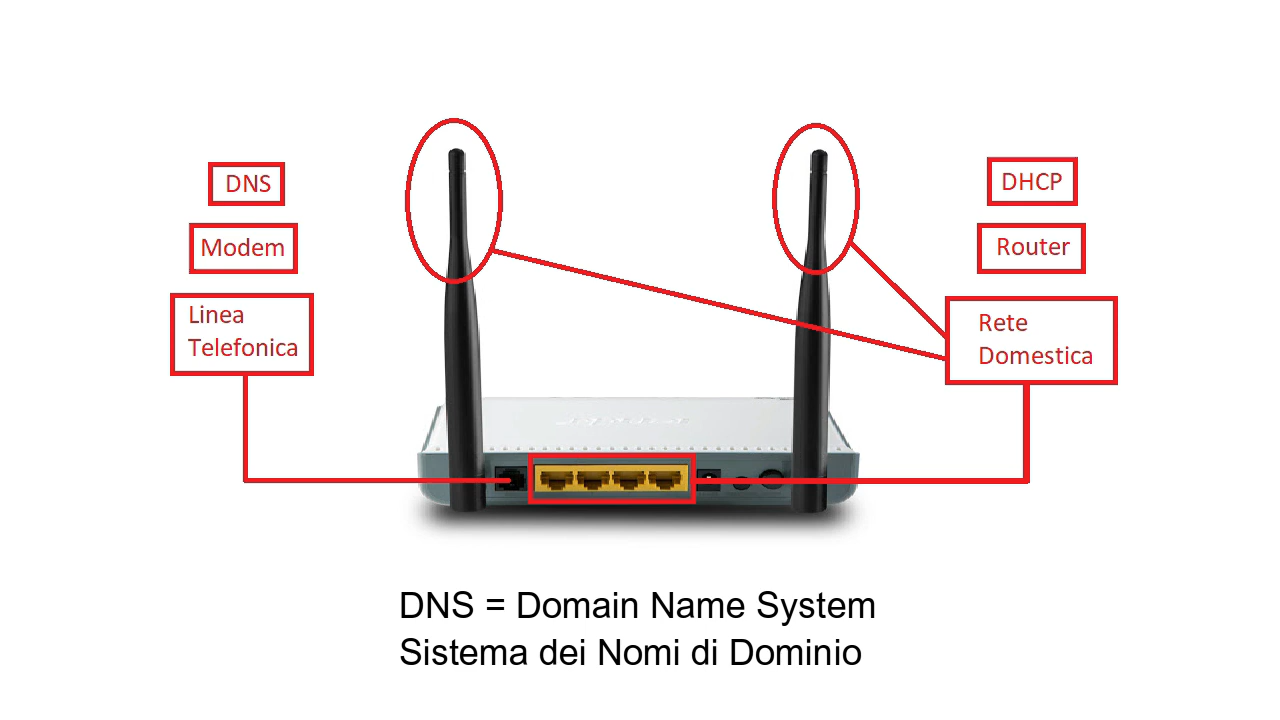 DNS
DHCP
Modem
Router
Linea
Telefonica
Rete
Domestica
DNS = Domain Name System
Sistema dei Nomi di Dominio